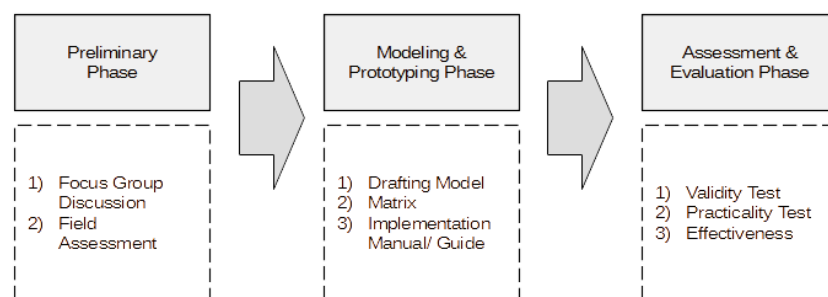 Preliminary
Phase
Modeling &
Prototyping Phase
Assessment &
Evaluation Phase
1) Focus Group
Discussion
2) Field
Assessment
1) Drafting Model
2) Matrix
3) Implementation
Manual/ Guide
1) Validity Test
2) Practicality Test
3) Effectiveness